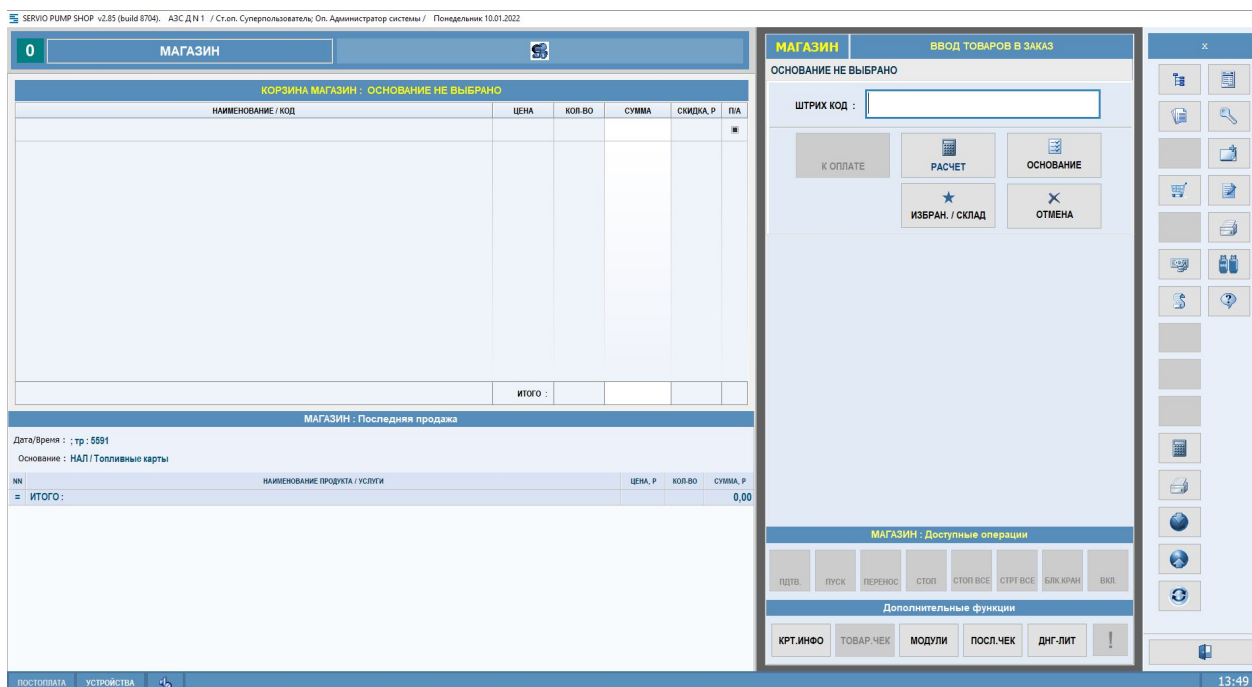 SERVIO PUMP SHOP v2.85 (build 8704). АЗС Д N 1 / Ст.оп. Суперпользователь; Оп. Администратор системы / Понедельник 10.01.2022
0 МАГАЗИН
КОРЗИНА МАГАЗИН : ОСНОВАНИЕ НЕ ВЫБРАНО
НАИМЕНОВАНИЕ / КОД ЦЕНА КОЛ-ВО СУММА СКИДКА, Р П/А
ИТОГО :
МАГАЗИН : Последняя продажа
Дата/Время : ; тр : 5591
Основание : НАЛ / Топливные карты
NN НАИМЕНОВАНИЕ ПРОДУКТА / УСЛУГИ ЦЕНА, Р КОЛ-ВО СУММА, Р
= ИТОГО : 0,00
МАГАЗИН ВВОД ТОВАРОВ В ЗАКАЗ
ОСНОВАНИЕ НЕ ВЫБРАНО
ШТРИХ КОД :
К ОПЛАТЕ РАСЧЕТ ОСНОВАНИЕ
ИЗБРАН. / СКЛАД ОТМЕНА
МАГАЗИН : Доступные операции
ПДТВ. ПУСК ПЕРЕНОС СТОП СТОП ВСЕ СТРТ ВСЕ БЛК.КРАН ВКЛ.
Дополнительные функции
КРТ.ИНФО ТОВАР.ЧЕК МОДУЛИ ПОСЛ.ЧЕК ДНГ-ЛИТ !
x
ПОСТОПЛАТА УСТРОЙСТВА 13:49